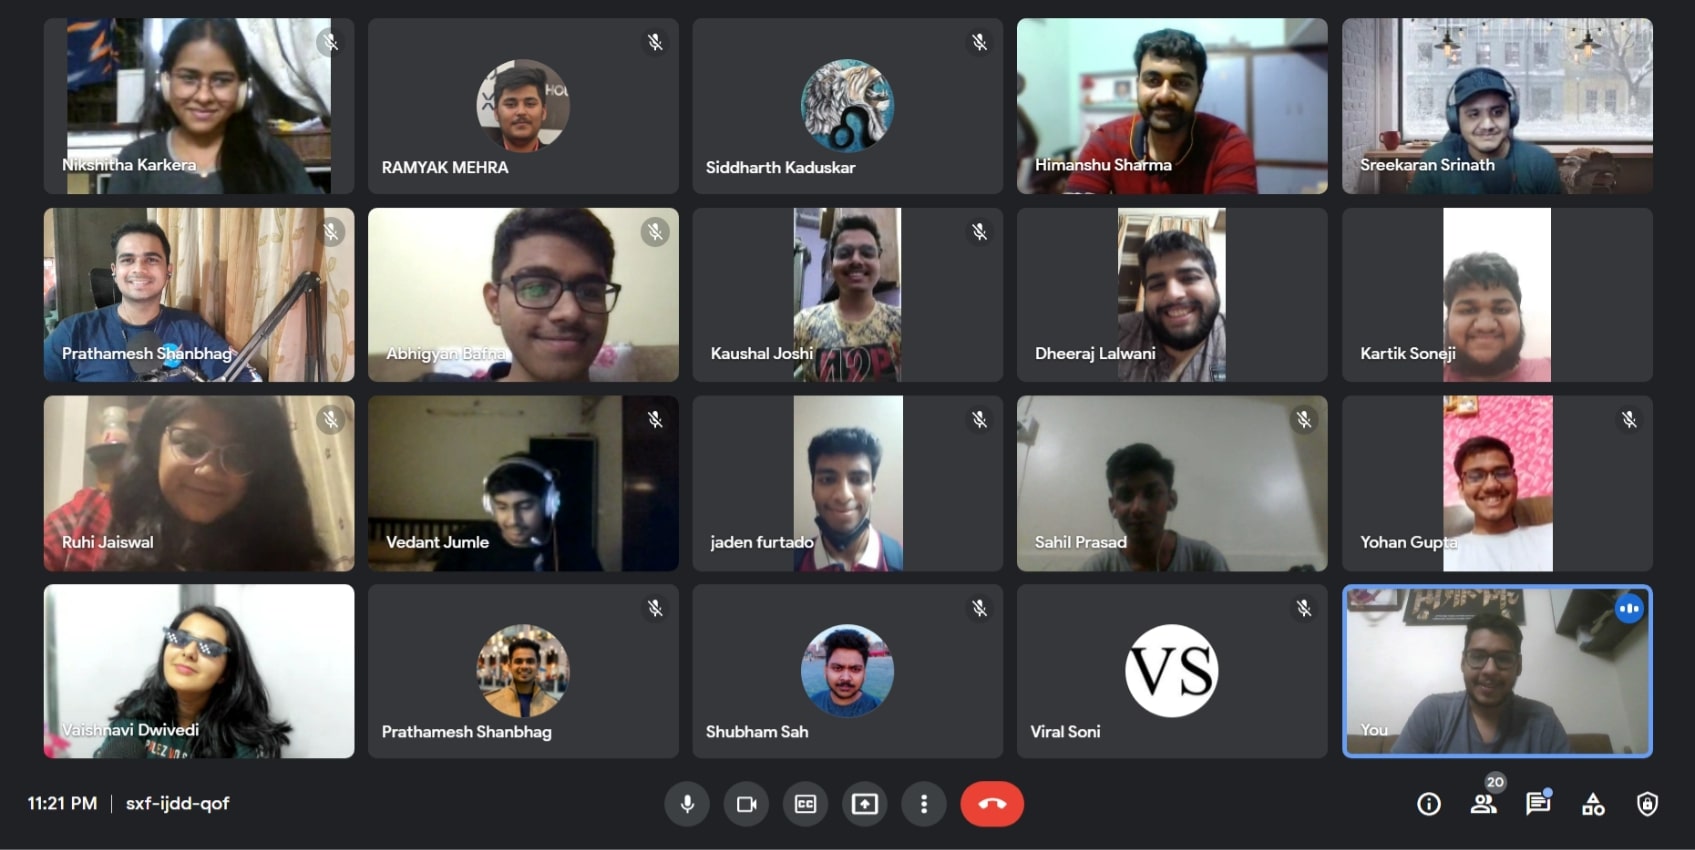 Nikshitha Karkera
HOU
RAMYAK MEHRA
Siddharth Kaduskar
Himanshu Sharma
Sreekaran Srinath
Prathamesh Shanbhag
Abhigyan Bafna
Kaushal Joshi
Dheeraj Lalwani
Kartik Soneji
Ruhi Jaiswal
Vedant Jumle
jaden furtado
Sahil Prasad
Yohan Gupta
Vaishnavi Dwivedi
Prathamesh Shanbhag
Shubham Sah
VS
Viral Soni
You
11:21 PM | sxf-ijdd-qof
CC
20